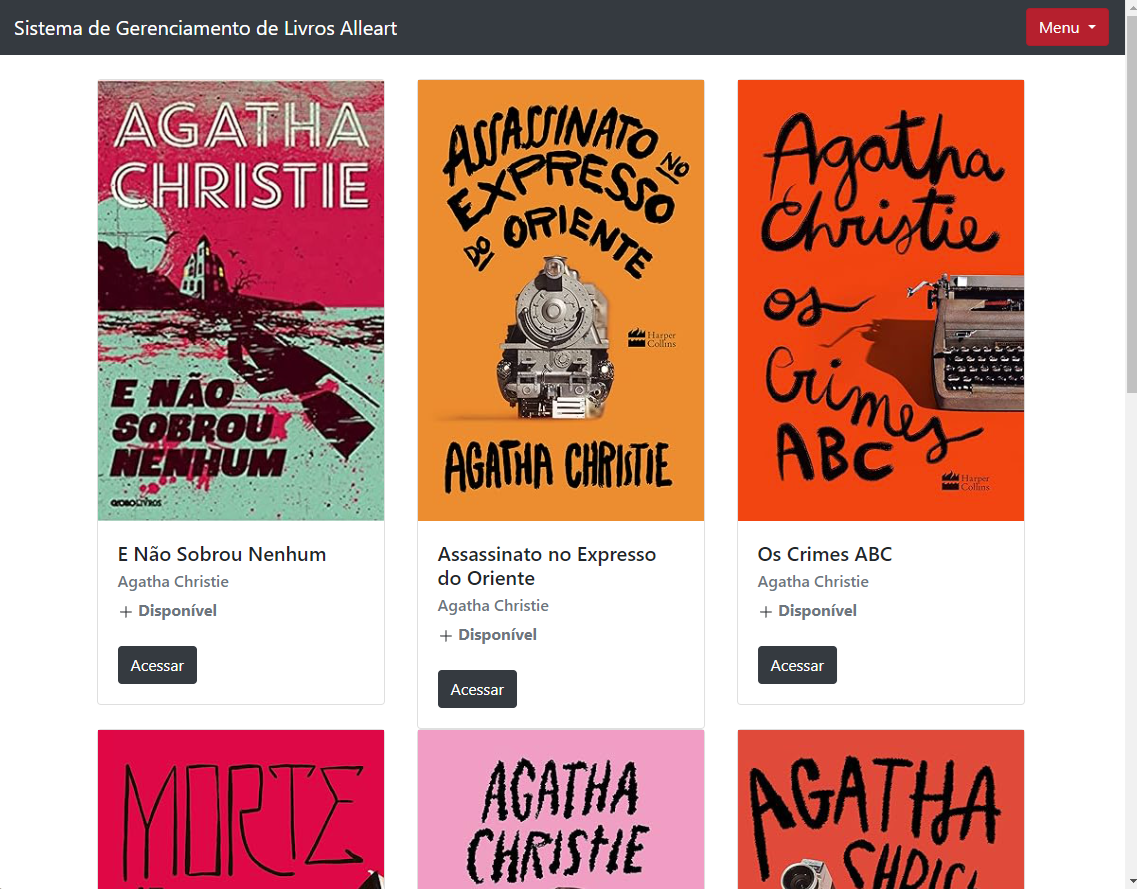 Sistema de Gerenciamento de Livros Alleart
Menu
AGATHA
CHRISTIE
E NÃO
SOBROU
NENHUM
GLOBOLIVROS
ASSASSINATO NO
EXPRESSO
DO ORIENTE
Harper
Collins
AGATHA CHRISTIE
Agatha
Christie
os
Crimes
ABC
Harper
Collins
E Não Sobrou Nenhum
Agatha Christie
+ Disponível
Acessar
Assassinato no Expresso
do Oriente
Agatha Christie
+ Disponível
Acessar
Os Crimes ABC
Agatha Christie
+ Disponível
Acessar
MORTE
AGATHA
CHRISTIE
AGATHA